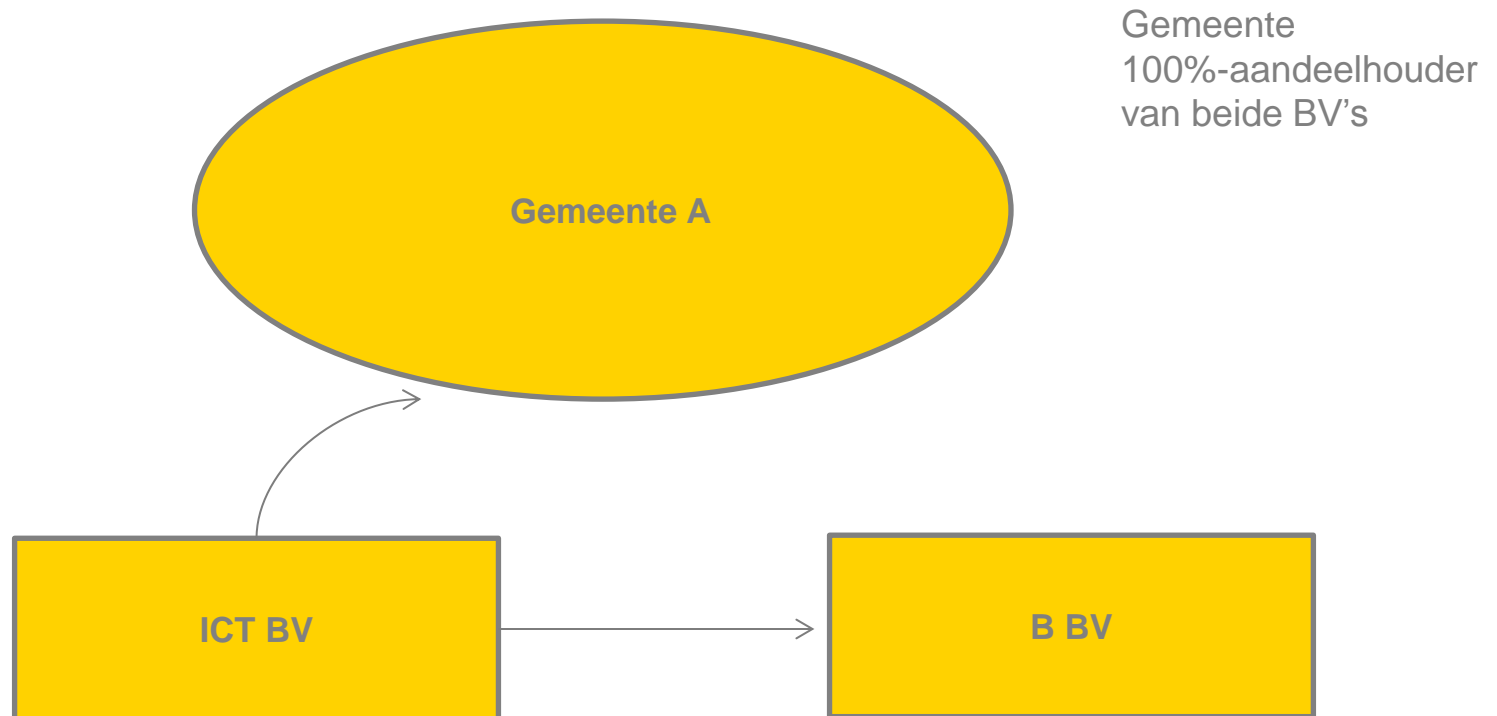 Gemeente
100%-aandeelhouder
van beide BV's
Gemeente A
ICT BV
B BV